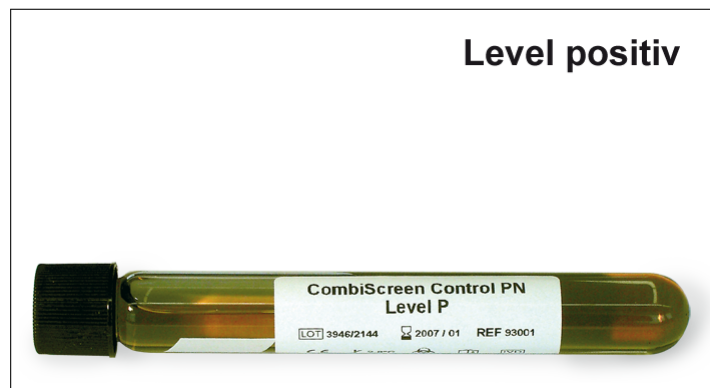 Level positiv
CombiScreen Control PN
Level P
LOT 3946/2144 2007 / 01 REF 93001